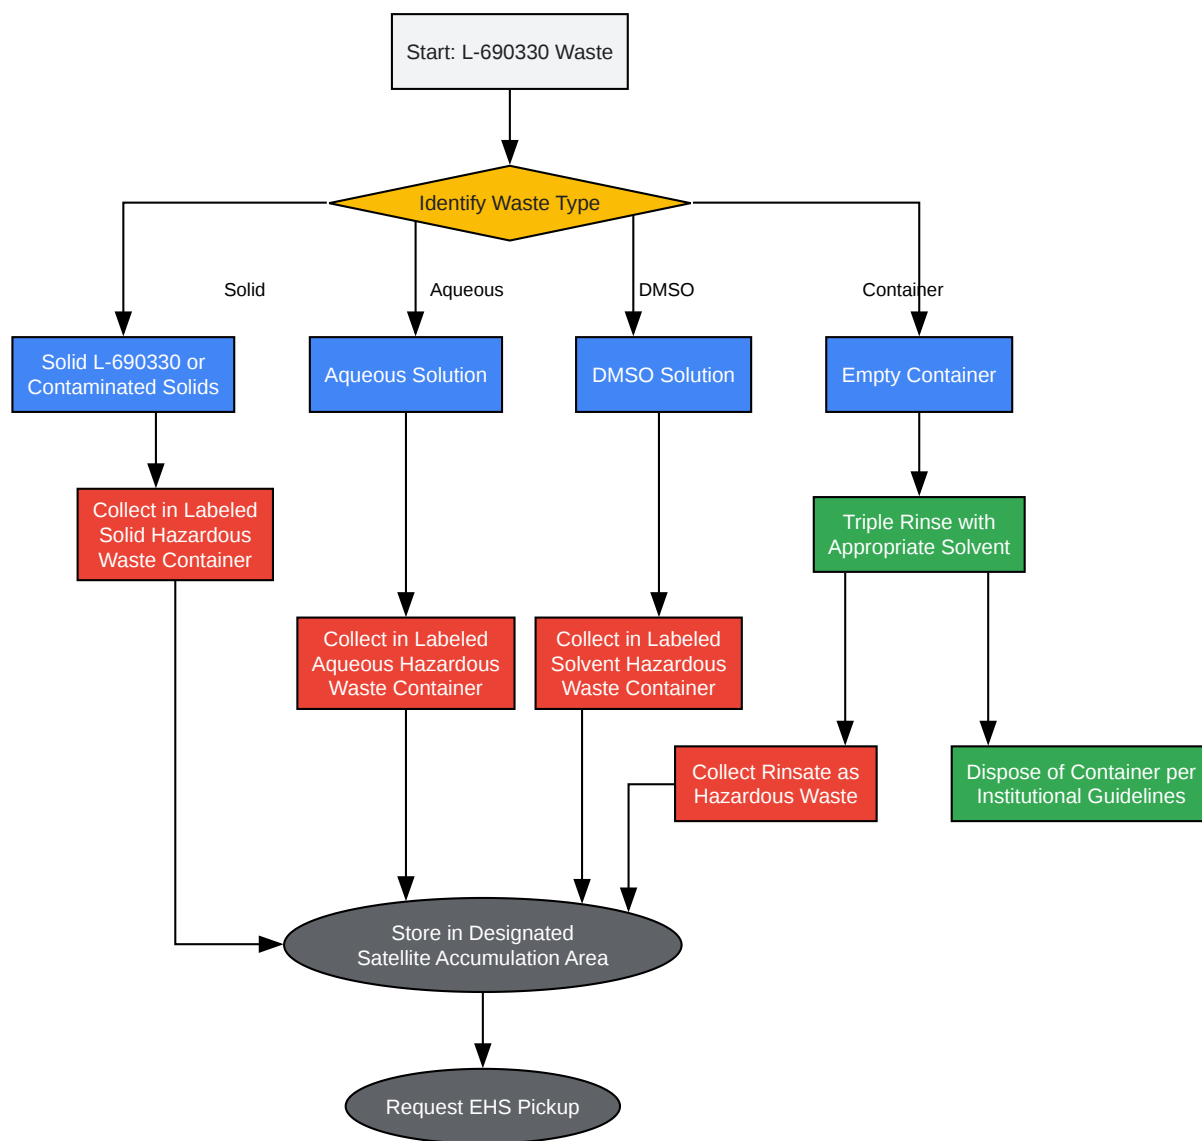 Start: L-690330 Waste
Identify Waste Type
Solid
Aqueous
DMSO
Container
Solid L-690330 or
Contaminated Solids
Aqueous Solution
DMSO Solution
Empty Container
Collect in Labeled
Solid Hazardous
Waste Container
Triple Rinse with
Appropriate Solvent
Collect in Labeled
Aqueous Hazardous
Waste Container
Collect in Labeled
Solvent Hazardous
Waste Container
Collect Rinsate as
Hazardous Waste
Dispose of Container per
Institutional Guidelines
Store in Designated
Satellite Accumulation Area
Request EHS Pickup